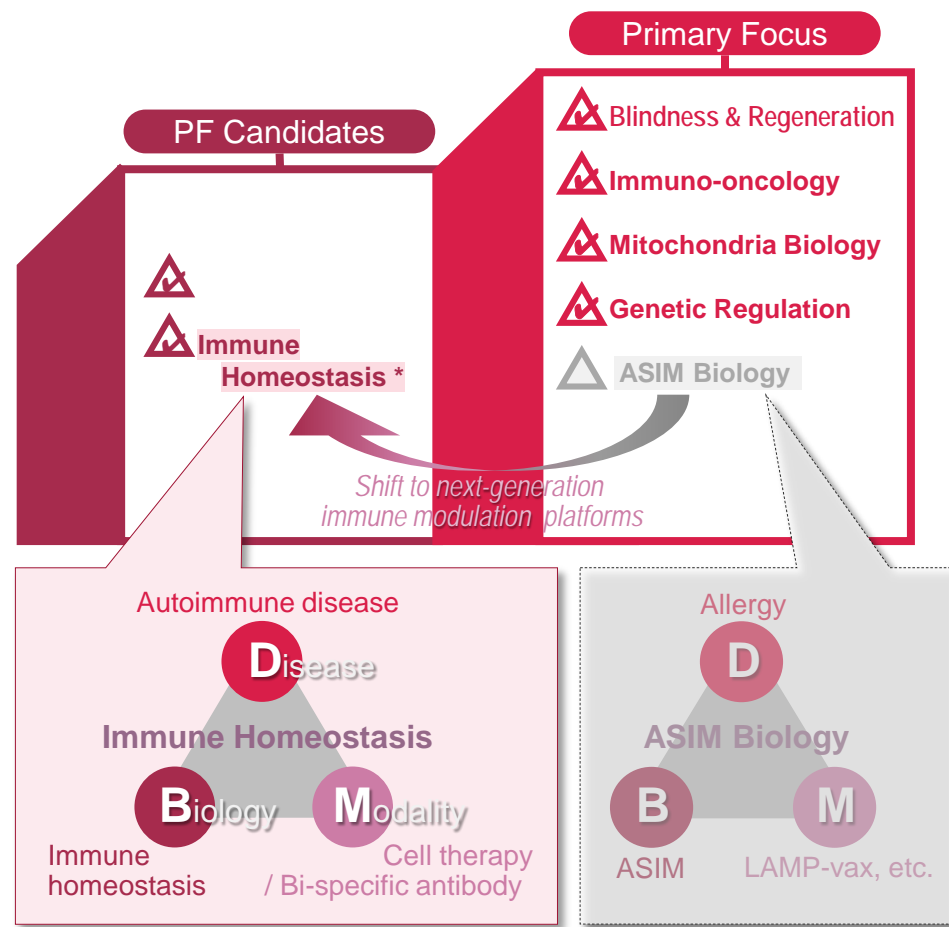 Primary Focus
PF Candidates
Blindness & Regeneration
Immuno-oncology
Mitochondria Biology
Genetic Regulation
ASIM Biology
Immune
Homeostasis *
Shift to next-generation
immune modulation platforms
Autoimmune disease
Disease
Immune Homeostasis
Biology
Modality
Immune
homeostasis
Cell therapy
/ Bi-specific antibody
Allergy
D
ASIM Biology
B
M
ASIM
LAMP-vax, etc.